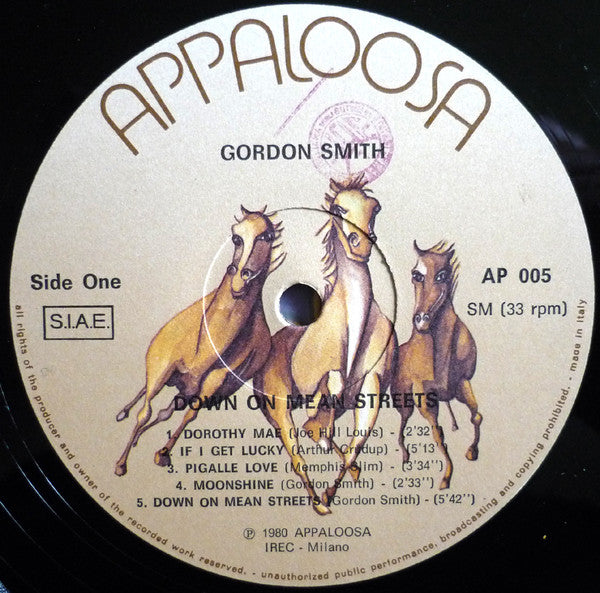 APPALOOSA
GORDON SMITH
Side One
S.I.A.E.
AP 005
SM (33 rpm)
DOWN ON MEAN STREETS
1. DOROTHY MAE (Joe Hill Louis) - (2'32'')
2. IF I GET LUCKY (Arthur Crudup) - (5'13
3. PIGALLE LOVE (Memphis Slim) - (3'34'')
4. MOONSHINE (Gordon Smith) - (2'33'')
5. DOWN ON MEAN STREETS (Gordon Smith) - (5'42'')
℗ 1980 APPALOOSA
IREC - Milano
all rights of the producer and owner of the recorded work reserved. - unauthorized public performance, broadcasting and copying prohibited. - made in italy